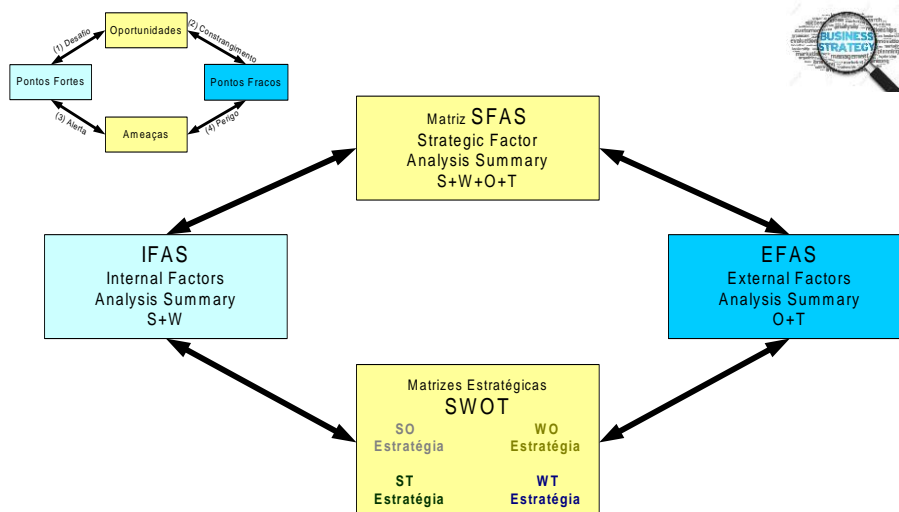 Oportunidades
(1) Desafio
(2) Constrangimento
Pontos Fortes
Pontos Fracos
(3) Alerta
(4) Perigo
Ameaças
BUSINESS
STRATEGY
management
Matriz SFAS
Strategic Factor
Analysis Summary
S+W+O+T
IFAS
Internal Factors
Analysis Summary
S+W
EFAS
External Factors
Analysis Summary
O+T
Matrizes Estratégicas
SWOT
SO
Estratégia
WO
Estratégia
ST
Estratégia
WT
Estratégia